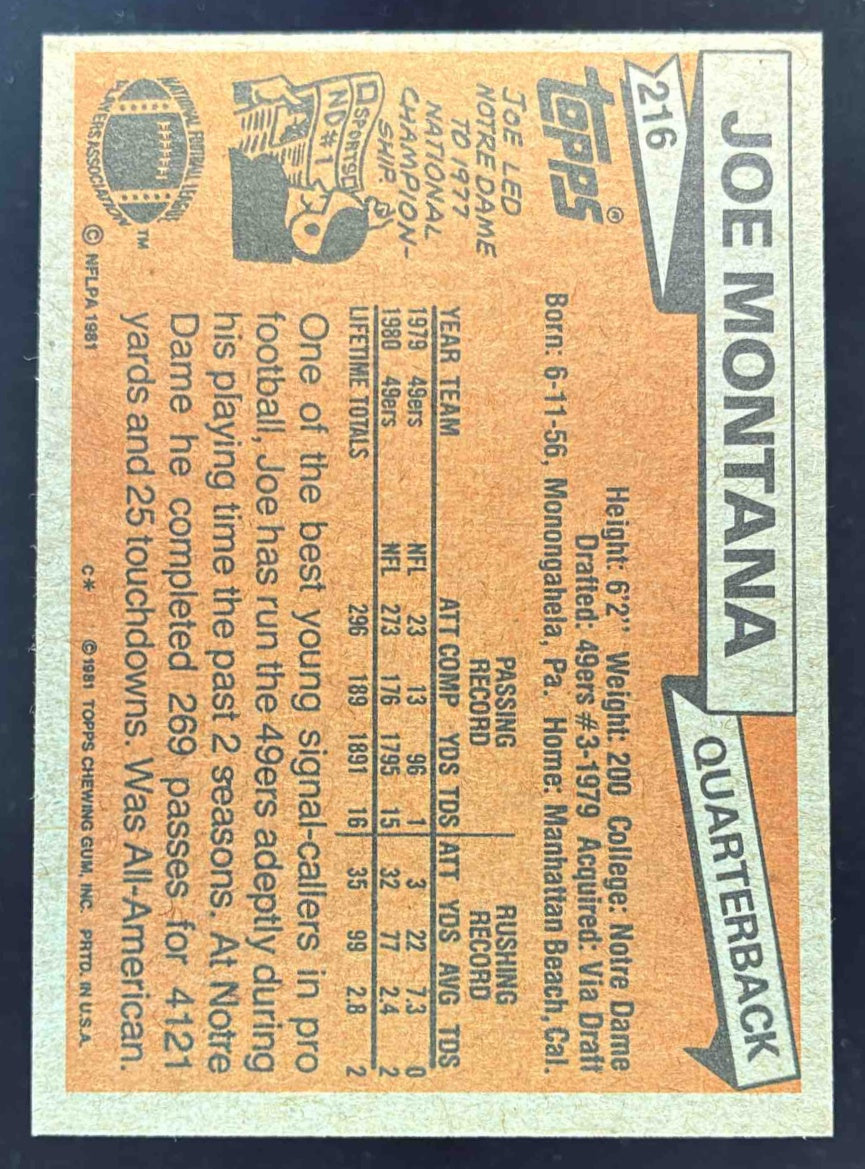 JOE MONTANA
QUARTERBACK
216
TOPPS®
Height: 6'2" Weight: 200 College: Notre Dame
Drafted: 49ers #3-1979 Acquired: Via Draft
Born: 6-11-56, Monongahela, Pa. Home: Manhattan Beach, Cal.
JOE LED
NOTRE DAME
TO 1977
NATIONAL
CHAMPION-
SHIP.
SPORTS
ND #1
PASSING RUSHING
RECORD RECORD
YEAR TEAM ATT COMP YDS TDS ATT YDS AVG TDS
1979 49ers NFL 23 13 96 1 3 22 7.3 0
1980 49ers NFL 273 176 1795 15 32 77 2.4 2
LIFETIME TOTALS 296 189 1891 16 35 99 2.8 2
One of the best young signal-callers in pro
football, Joe has run the 49ers adeptly during
his playing time the past 2 seasons. At Notre
Dame he completed 269 passes for 4121
yards and 25 touchdowns. Was All-American.
NATIONAL FOOTBALL LEAGUE
PLAYERS ASSOCIATION
TM
© NFLPA 1981
C* © 1981 TOPPS CHEWING GUM, INC. PRTD. IN U.S.A.